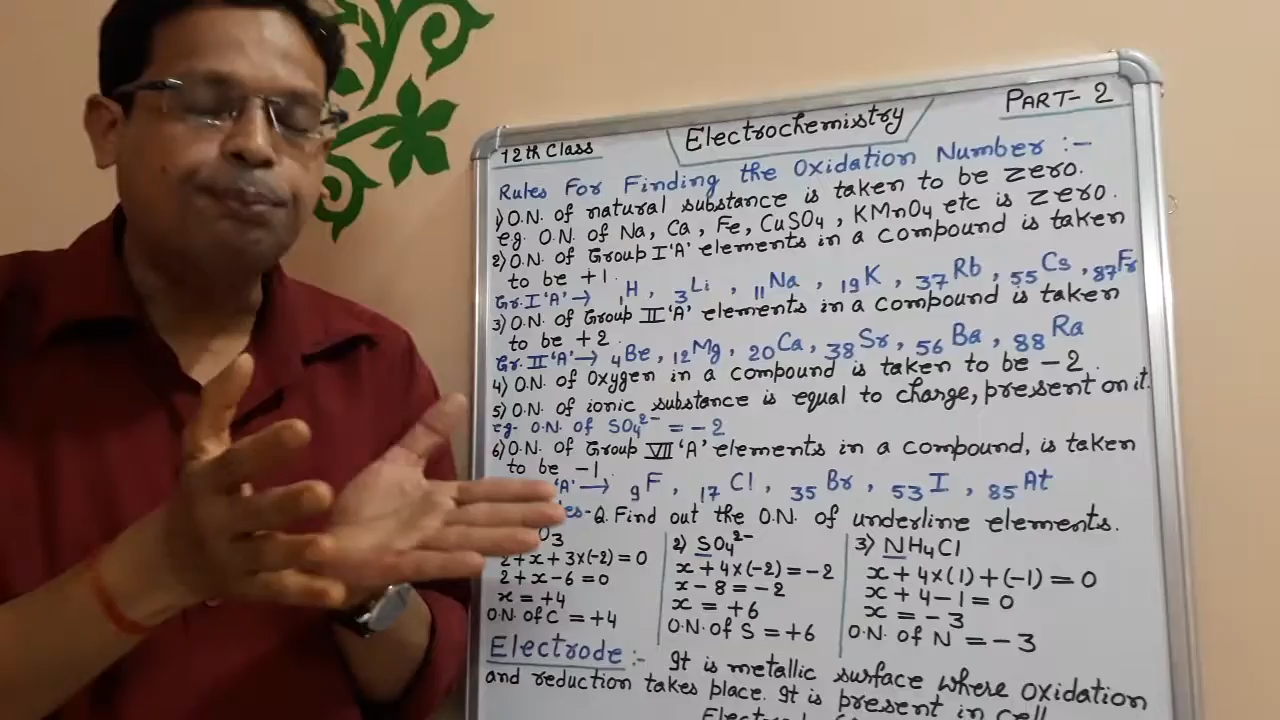 12th Class
Electrochemistry
PART-2
Rules For Finding the Oxidation Number :-
1) O.N. of natural substance is taken to be zero.
eg. O.N. of Na, Ca, Fe, CuSO₄, KMnO₄ etc is zero.
2) O.N. of Group I'A' elements in a compound is taken
to be +1.
Gr. I'A' → ₁H, ₃Li, ₁₁Na, ₁₉K, ₃₇Rb, ₅₅Cs, ₈₇Fr
3) O.N. of Group II'A' elements in a compound is taken
to be +2.
Gr. II'A' → ₄Be, ₁₂Mg, ₂₀Ca, ₃₈Sr, ₅₆Ba, ₈₈Ra
4) O.N. of Oxygen in a compound is taken to be -2.
5) O.N. of ionic substance is equal to charge, present on it.
eg- O.N. of SO₄²⁻ = -2
6) O.N. of Group VII'A' elements in a compound, is taken
to be -1.
'A' → ₉F, ₁₇Cl, ₃₅Br, ₅₃I, ₈₅At
Q. Find out the O.N. of underline elements.
O₃
2+x+3x(-2)=0
2+x-6=0
x=+4
O.N. of C = +4
2) SO₄²⁻
x+4x(-2)=-2
x-8=-2
x=+6
O.N. of S = +6
3) NH₄Cl
x+4x(1)+(-1)=0
x+4-1=0
x=-3
O.N. of N = -3
Electrode :- It is metallic surface where oxidation
and reduction takes place. It is present in cell